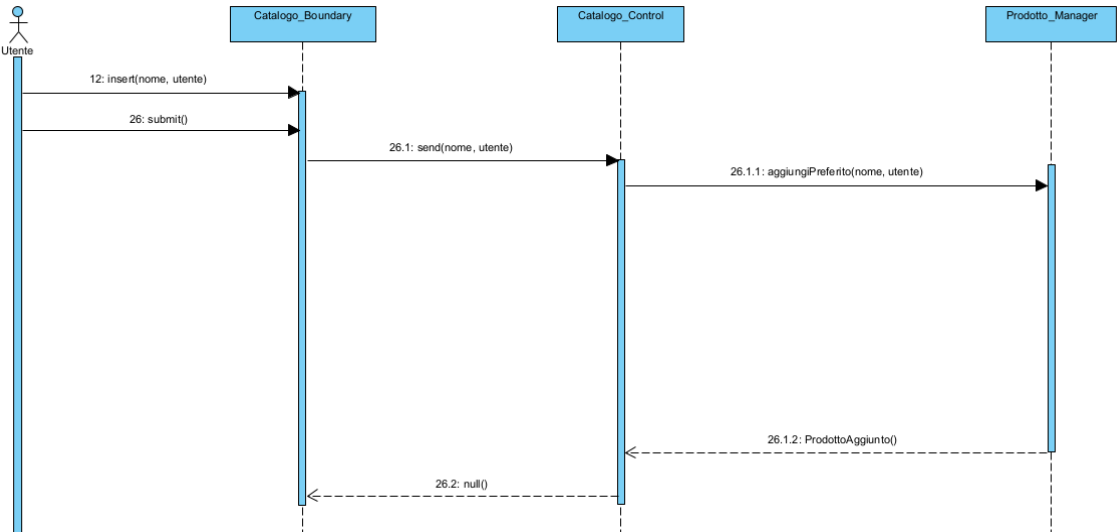 Catalogo_Boundary
Catalogo_Control
Prodotto_Manager
Utente
12: insert(nome, utente)
26: submit()
26.1: send(nome, utente)
26.1.1: aggiungiPreferito(nome, utente)
26.1.2: ProdottoAggiunto()
26.2: null()